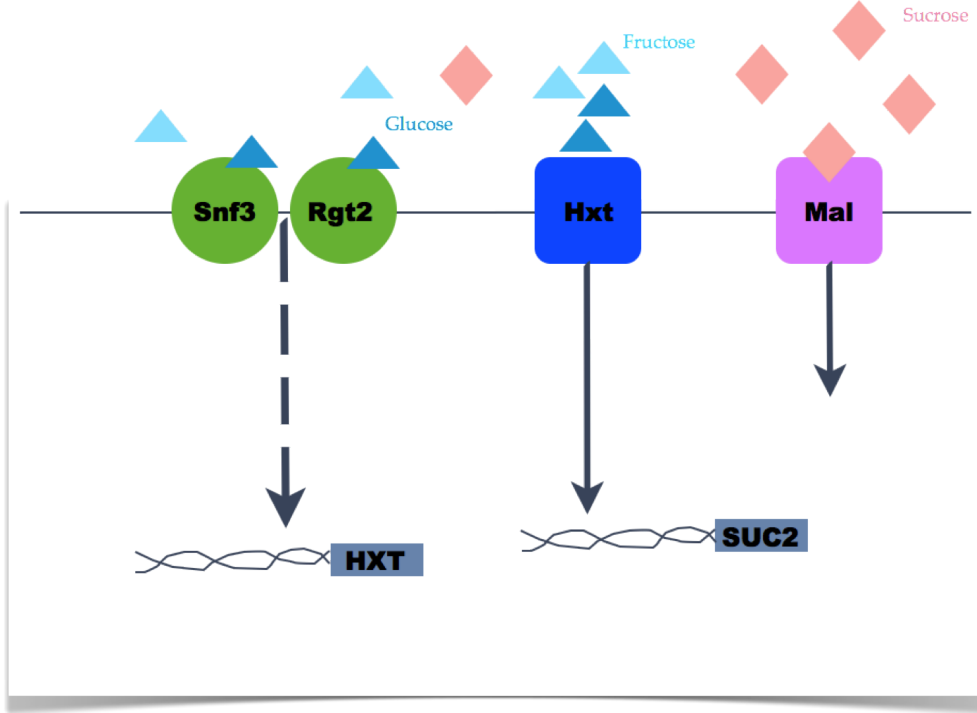 Sucrose
Fructose
Glucose
Snf3
Rgt2
Hxt
Mal
HXT
SUC2